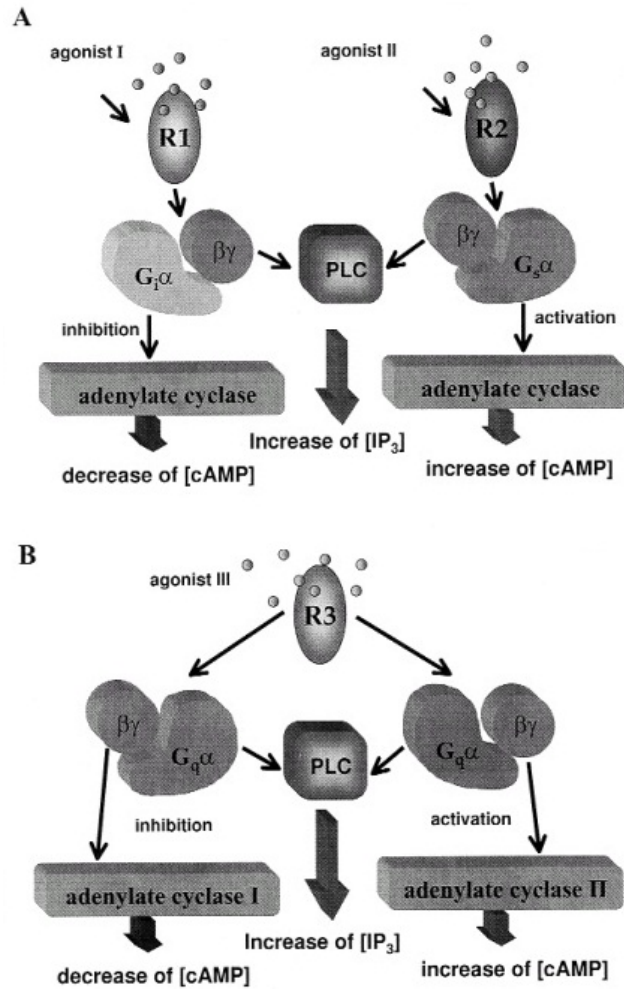 A
agonist I
agonist II
R1
R2
βγ
βγ
Giα
PLC
Gsα
inhibition
activation
adenylate cyclase
adenylate cyclase
Increase of [IP3]
decrease of [cAMP]
increase of [cAMP]
B
agonist III
R3
βγ
βγ
Gqα
PLC
Gqα
inhibition
activation
adenylate cyclase I
adenylate cyclase II
Increase of [IP3]
decrease of [cAMP]
increase of [cAMP]